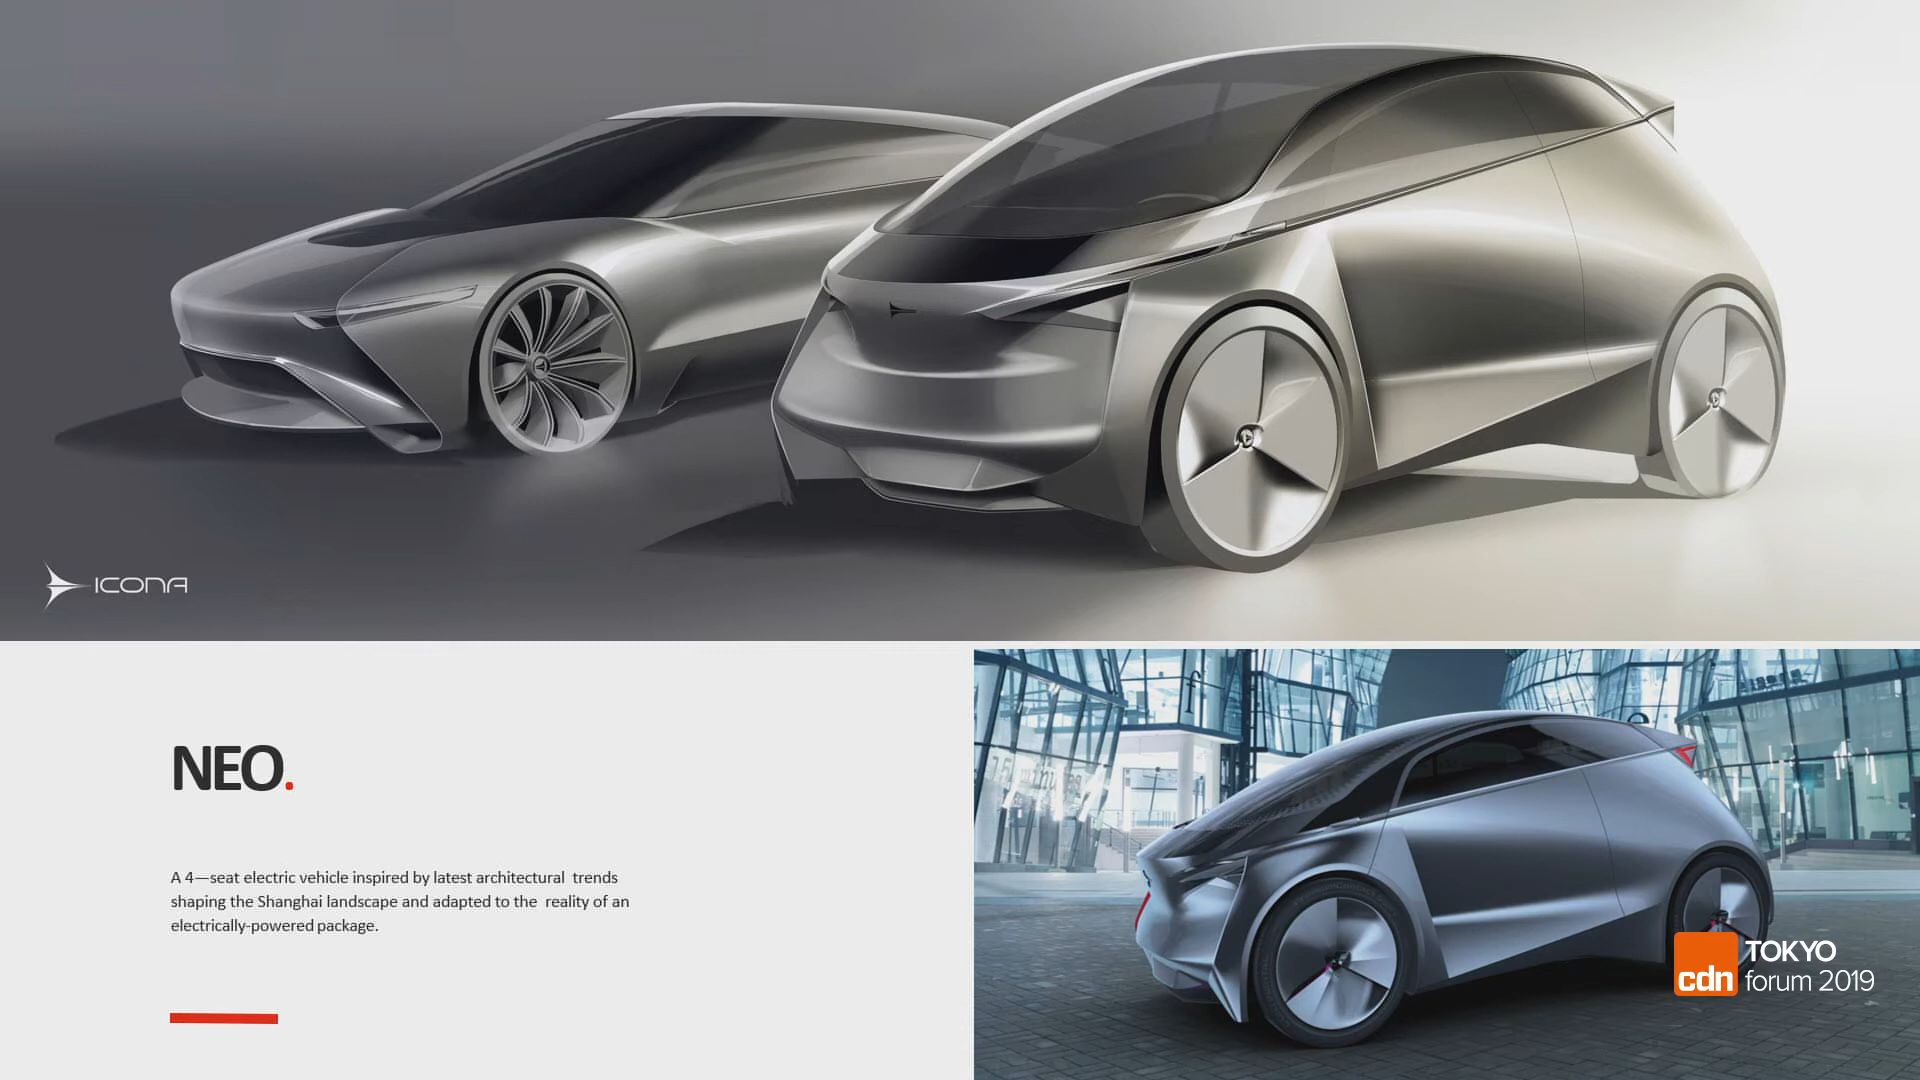 ICONA
NEO.
A 4—seat electric vehicle inspired by latest architectural trends
shaping the Shanghai landscape and adapted to the reality of an
electrically-powered package.
cdn
TOKYO
forum 2019